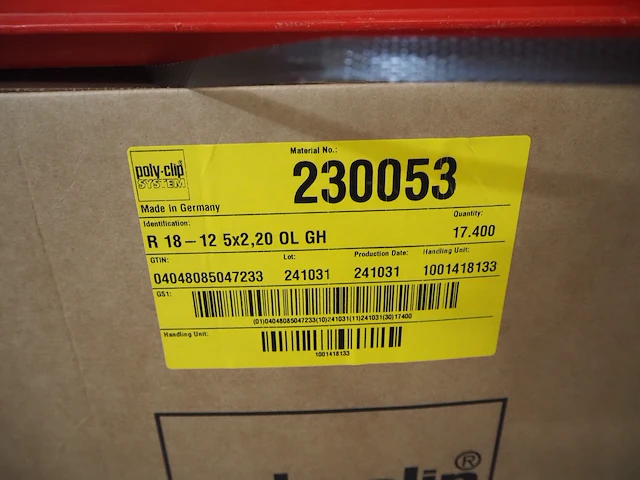 poly-clip
SYSTEM
Made in Germany
Material No.:
230053
Identification:
R 18 – 12 5x2,20 OL GH
Quantity:
17.400
GTIN:
04048085047233
Lot:
241031
Production Date:
241031
Handling Unit:
1001418133
GS1:
(01)04048085047233(10)241031(11)241031(30)17400
Handling Unit:
1001418133
®